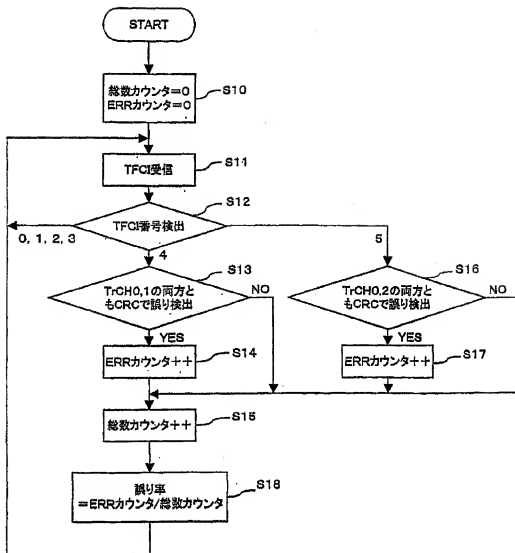 START
総数カウンタ=0
ERRカウンタ=0
S10
TFCI受信
S11
TFCI番号検出
S12
0, 1, 2, 3
4
5
TrCH0,1の両方と
もCRCで誤り検出
S13
NO
TrCH0,2の両方と
もCRCで誤り検出
S16
NO
YES
ERRカウンタ++
S14
YES
ERRカウンタ++
S17
総数カウンタ++
S15
誤り率
=ERRカウンタ/総数カウンタ
S18